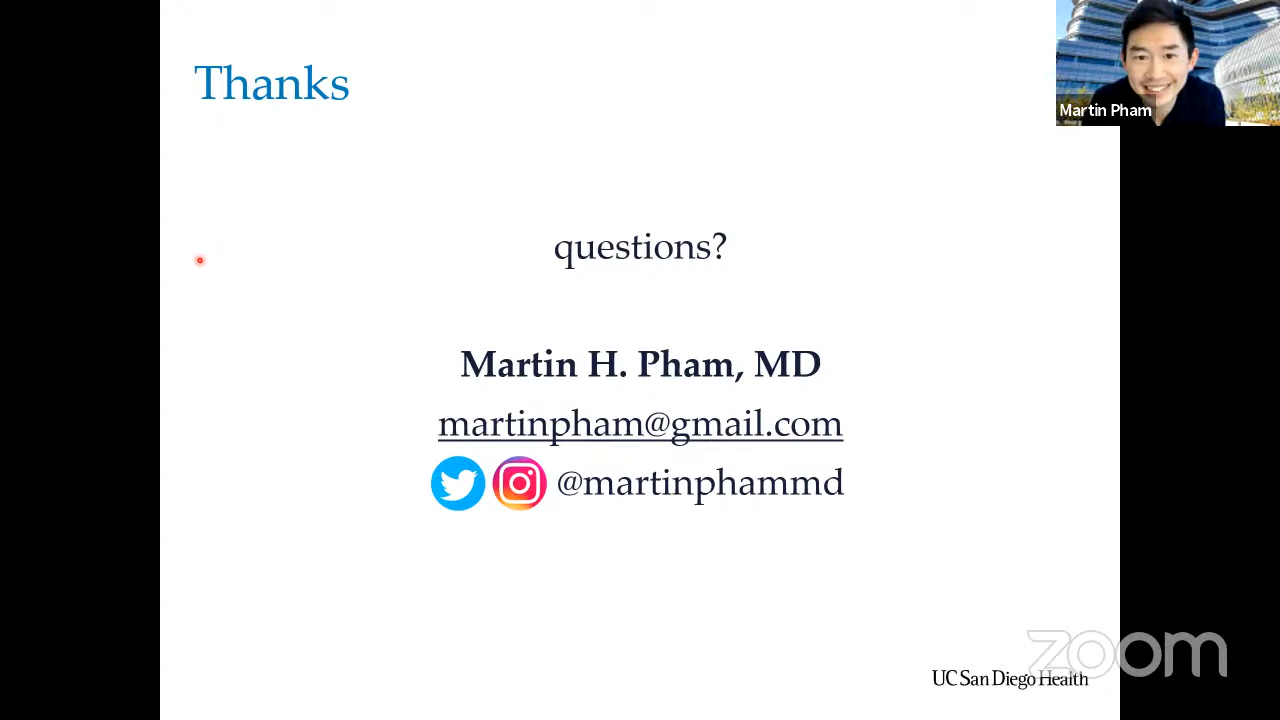 Thanks
Martin Pham
questions?
Martin H. Pham, MD
martinpham@gmail.com
@martinphammd
UC San Diego Health
zoom